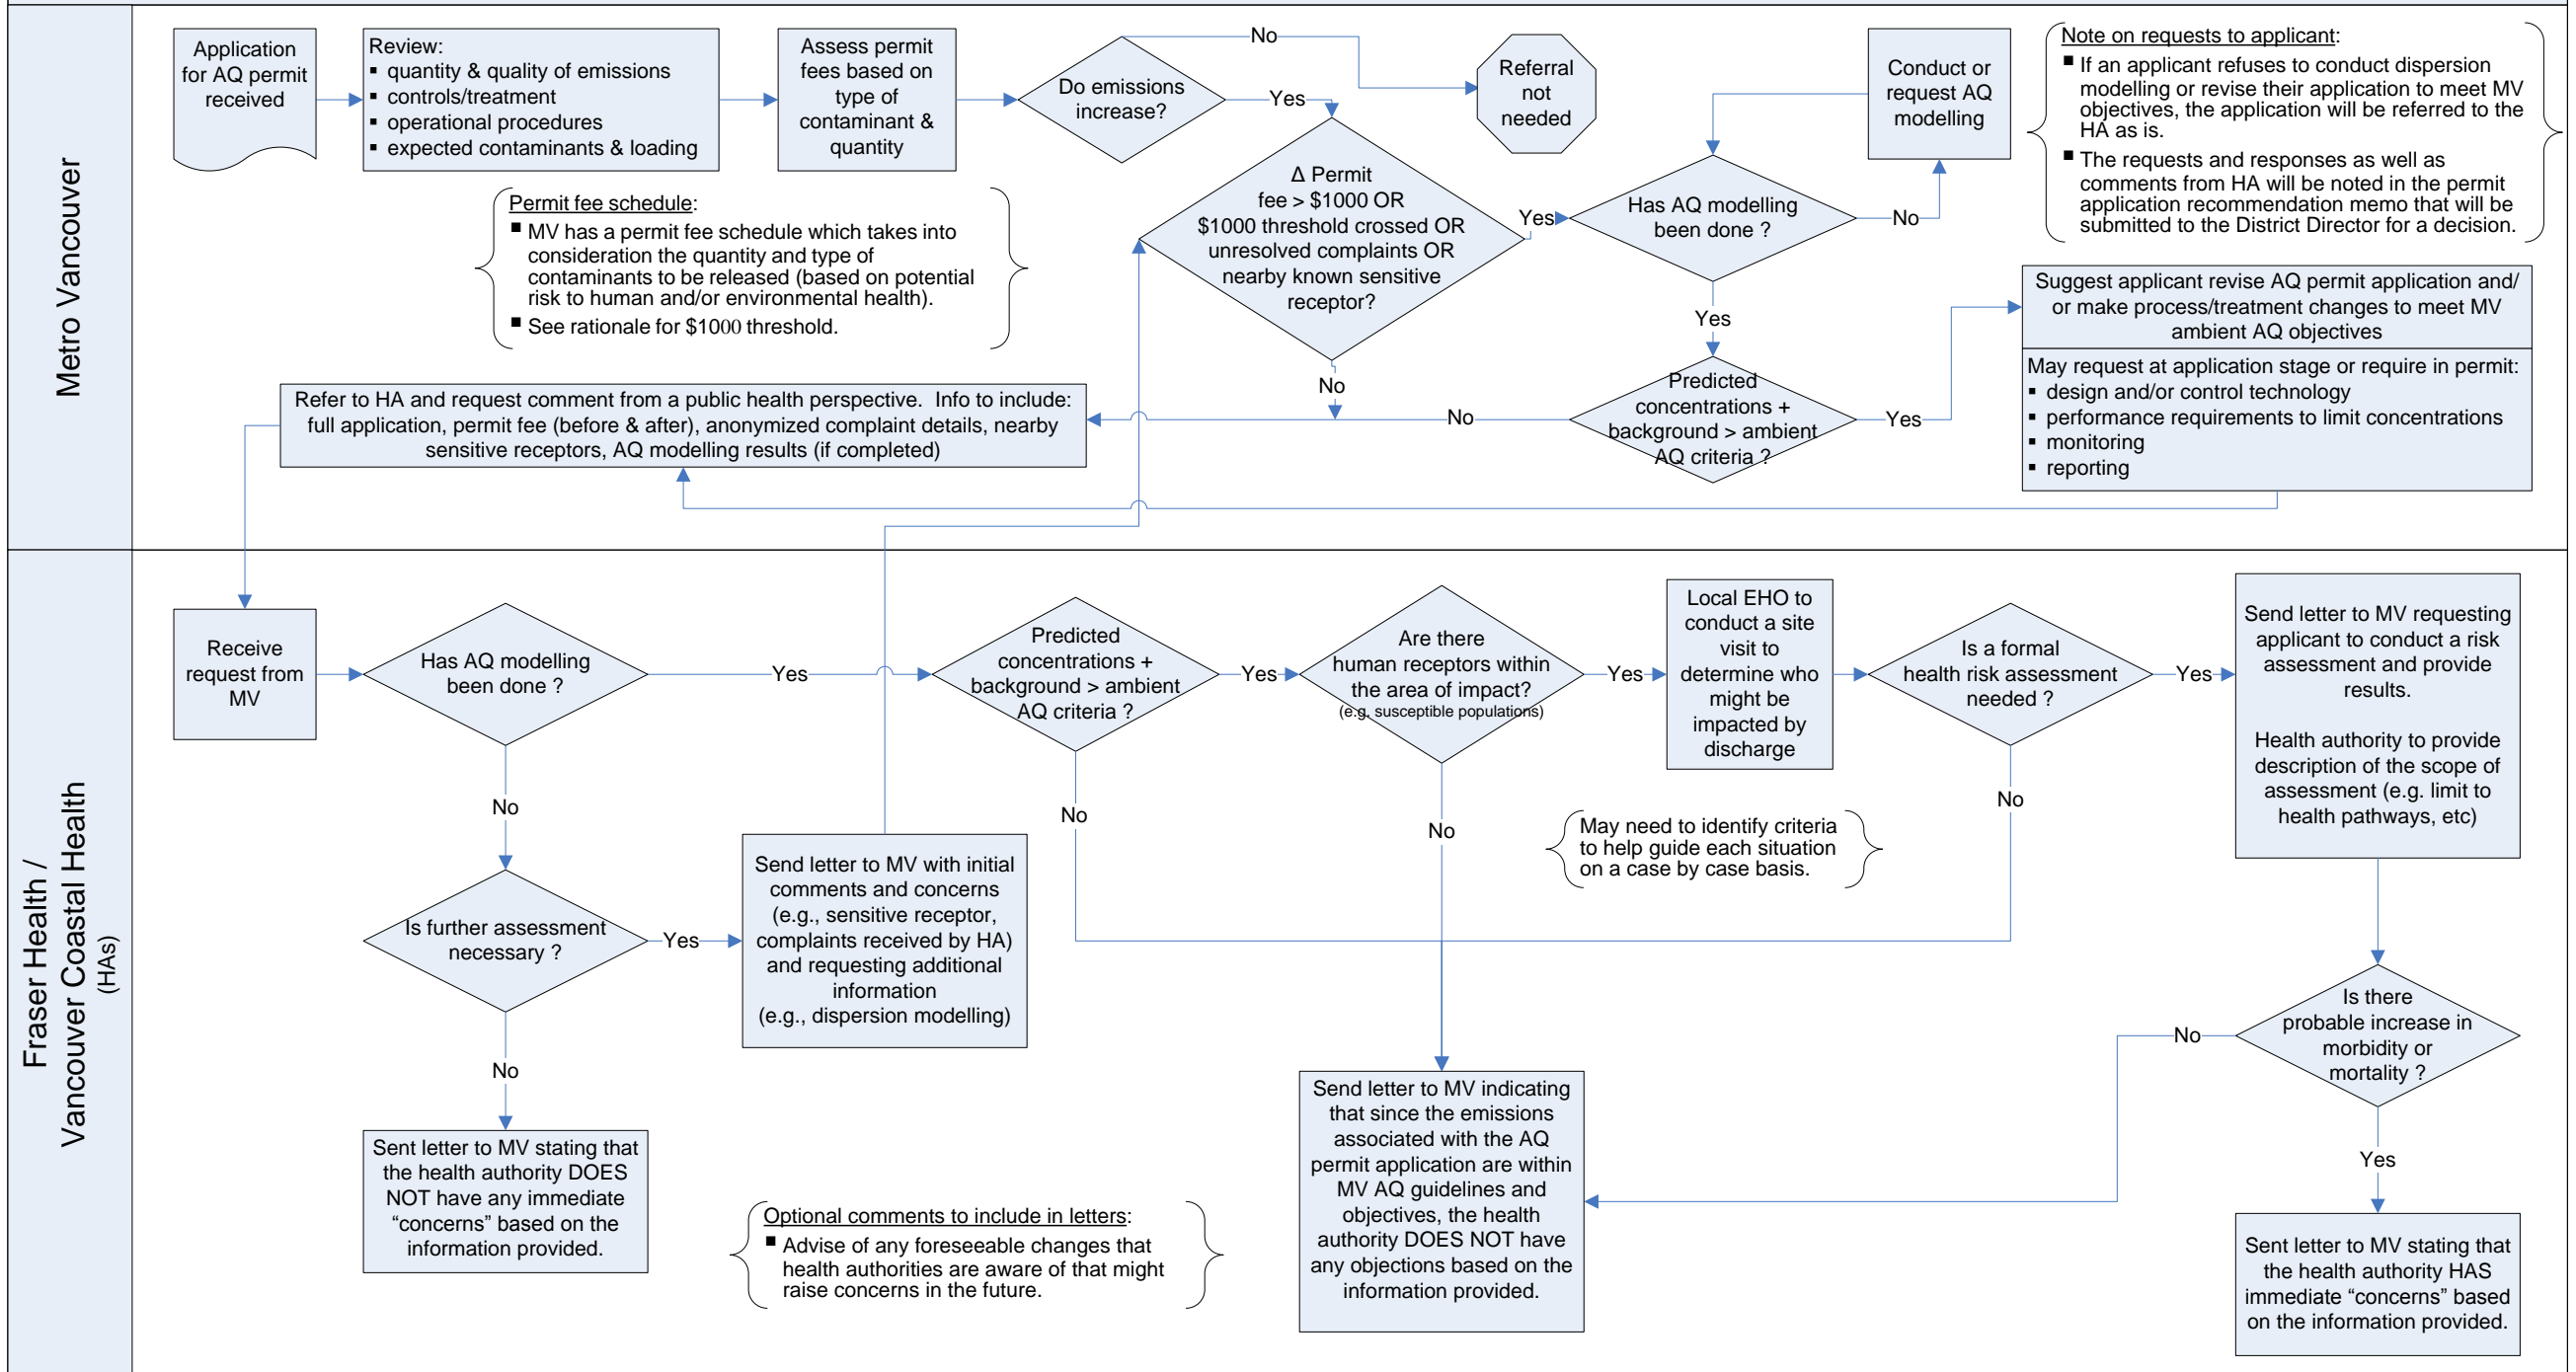 Metro Vancouver
Application
for AQ permit
received
Review:
▪ quantity & quality of emissions
▪ controls/treatment
▪ operational procedures
▪ expected contaminants & loading
Assess permit
fees based on
type of
contaminant &
quantity
Do emissions
increase?
No
Yes
Referral
not
needed
Δ Permit
fee > $1000 OR
$1000 threshold crossed OR
unresolved complaints OR
nearby known sensitive
receptor?
Yes
No
Has AQ modelling
been done ?
No
Yes
Conduct or
request AQ
modelling
Note on requests to applicant:
▪ If an applicant refuses to conduct dispersion
modelling or revise their application to meet MV
objectives, the application will be referred to the
HA as is.
▪ The requests and responses as well as
comments from HA will be noted in the permit
application recommendation memo that will be
submitted to the District Director for a decision.
Permit fee schedule:
▪ MV has a permit fee schedule which takes into
consideration the quantity and type of
contaminants to be released (based on potential
risk to human and/or environmental health).
▪ See rationale for $1000 threshold.
Predicted
concentrations +
background > ambient
AQ criteria ?
No
Yes
Suggest applicant revise AQ permit application and/
or make process/treatment changes to meet MV
ambient AQ objectives
May request at application stage or require in permit:
▪ design and/or control technology
▪ performance requirements to limit concentrations
▪ monitoring
▪ reporting
Refer to HA and request comment from a public health perspective. Info to include:
full application, permit fee (before & after), anonymized complaint details, nearby
sensitive receptors, AQ modelling results (if completed)
Fraser Health /
Vancouver Coastal Health
(HAs)
Receive
request from
MV
Has AQ modelling
been done ?
Yes
No
Predicted
concentrations +
background > ambient
AQ criteria ?
Yes
No
Are there
human receptors within
the area of impact?
(e.g. susceptible populations)
Yes
No
Local EHO to
conduct a site
visit to
determine who
might be
impacted by
discharge
Is a formal
health risk assessment
needed ?
Yes
No
Send letter to MV requesting
applicant to conduct a risk
assessment and provide
results.
Health authority to provide
description of the scope of
assessment (e.g. limit to
health pathways, etc)
May need to identify criteria
to help guide each situation
on a case by case basis.
Is further assessment
necessary ?
Yes
No
Send letter to MV with initial
comments and concerns
(e.g., sensitive receptor,
complaints received by HA)
and requesting additional
information
(e.g., dispersion modelling)
Is there
probable increase in
morbidity or
mortality ?
No
Yes
Sent letter to MV stating that
the health authority DOES
NOT have any immediate
“concerns” based on the
information provided.
Optional comments to include in letters:
▪ Advise of any foreseeable changes that
health authorities are aware of that might
raise concerns in the future.
Send letter to MV indicating
that since the emissions
associated with the AQ
permit application are within
MV AQ guidelines and
objectives, the health
authority DOES NOT have
any objections based on the
information provided.
Sent letter to MV stating that
the health authority HAS
immediate “concerns” based
on the information provided.